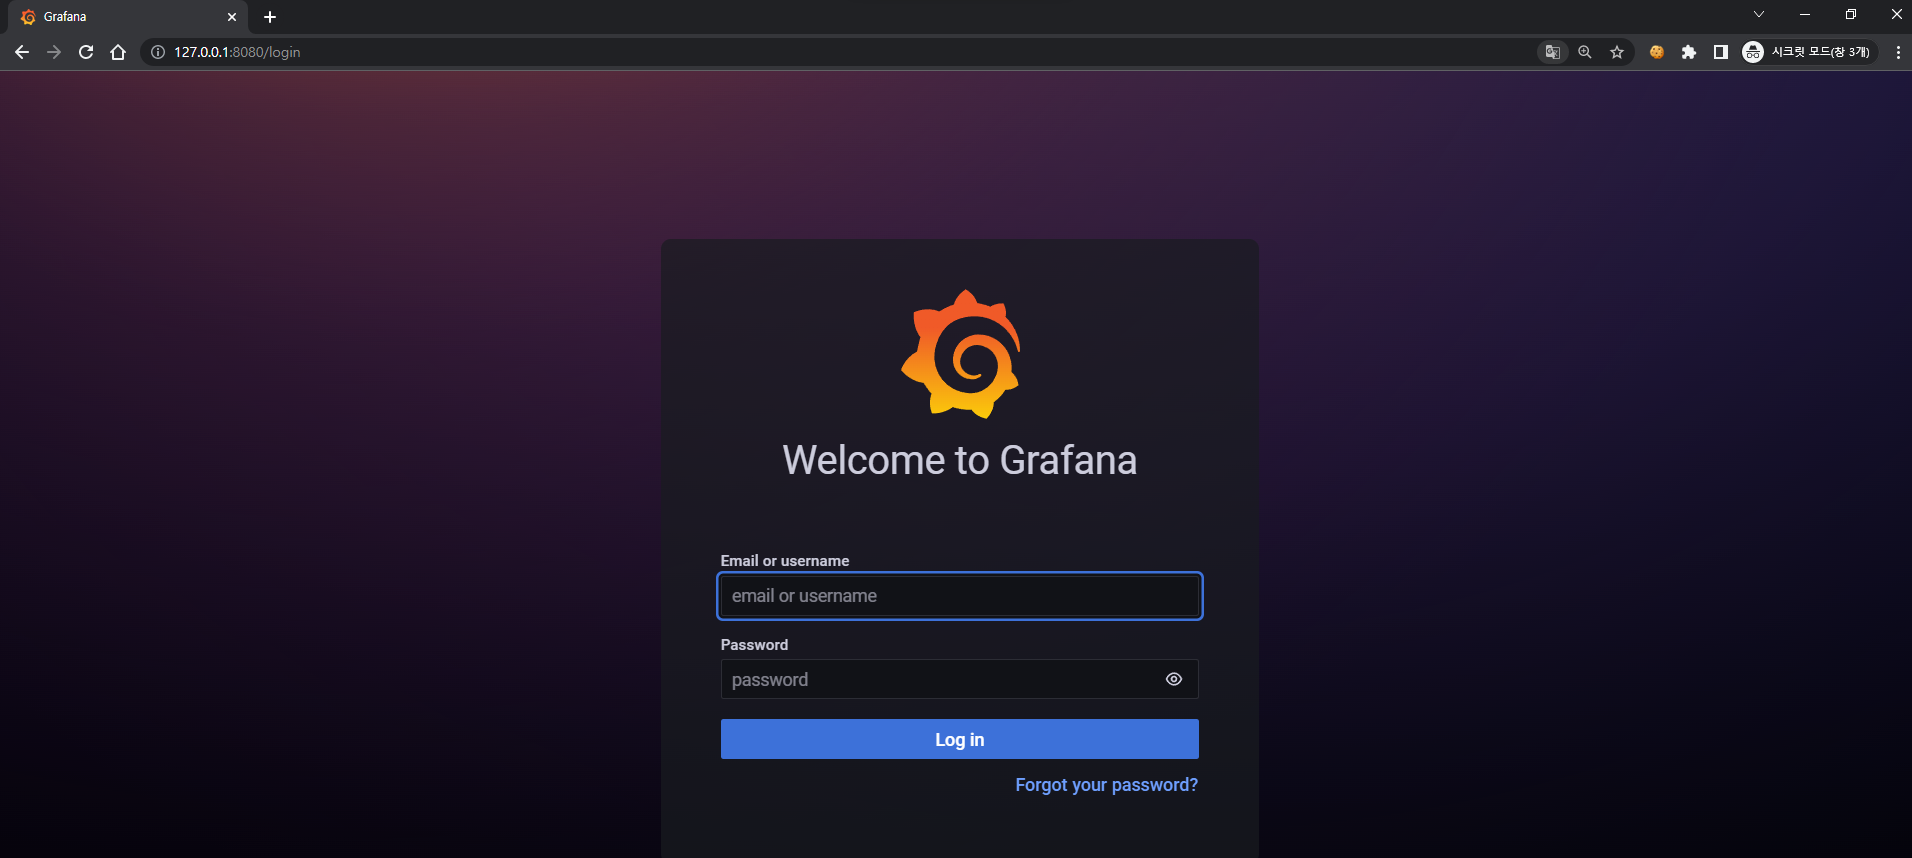 Grafana
127.0.0.1:8080/login
시크릿 모드(창 3개)
Welcome to Grafana
Email or username
email or username
Password
password
Log in
Forgot your password?